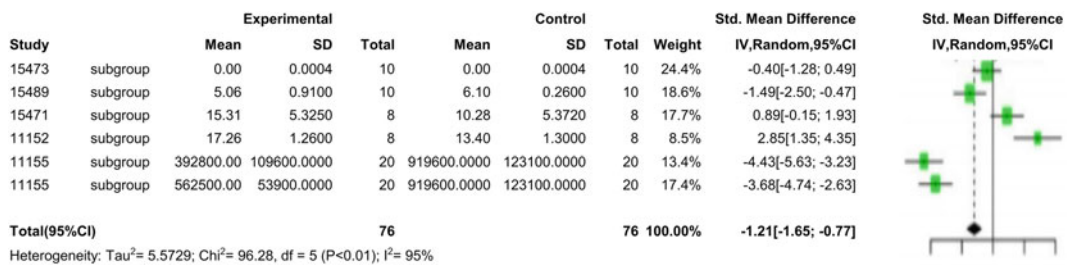 Experimental Control Std. Mean Difference Std. Mean Difference
Study Mean SD Total Mean SD Total Weight IV,Random,95%CI IV,Random,95%CI
15473 subgroup 0.00 0.0004 10 0.00 0.0004 10 24.4% -0.40[-1.28; 0.49]
15489 subgroup 5.06 0.9100 10 6.10 0.2600 10 18.6% -1.49[-2.50; -0.47]
15471 subgroup 15.31 5.3250 8 10.28 5.3720 8 17.7% 0.89[-0.15; 1.93]
11152 subgroup 17.26 1.2600 8 13.40 1.3000 8 8.5% 2.85[1.35; 4.35]
11155 subgroup 392800.00 109600.0000 20 919600.0000 123100.0000 20 13.4% -4.43[-5.63; -3.23]
11155 subgroup 562500.00 53900.0000 20 919600.0000 123100.0000 20 17.4% -3.68[-4.74; -2.63]
Total(95%CI) 76 76 100.00% -1.21[-1.65; -0.77]
Heterogeneity: Tau²= 5.5729; Chi²= 96.28, df = 5 (P<0.01); I²= 95%